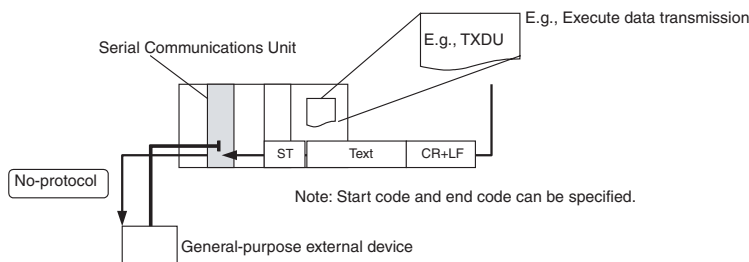 E.g., Execute data transmission
E.g., TXDU
Serial Communications Unit
ST
Text
CR+LF
No-protocol
Note: Start code and end code can be specified.
General-purpose external device